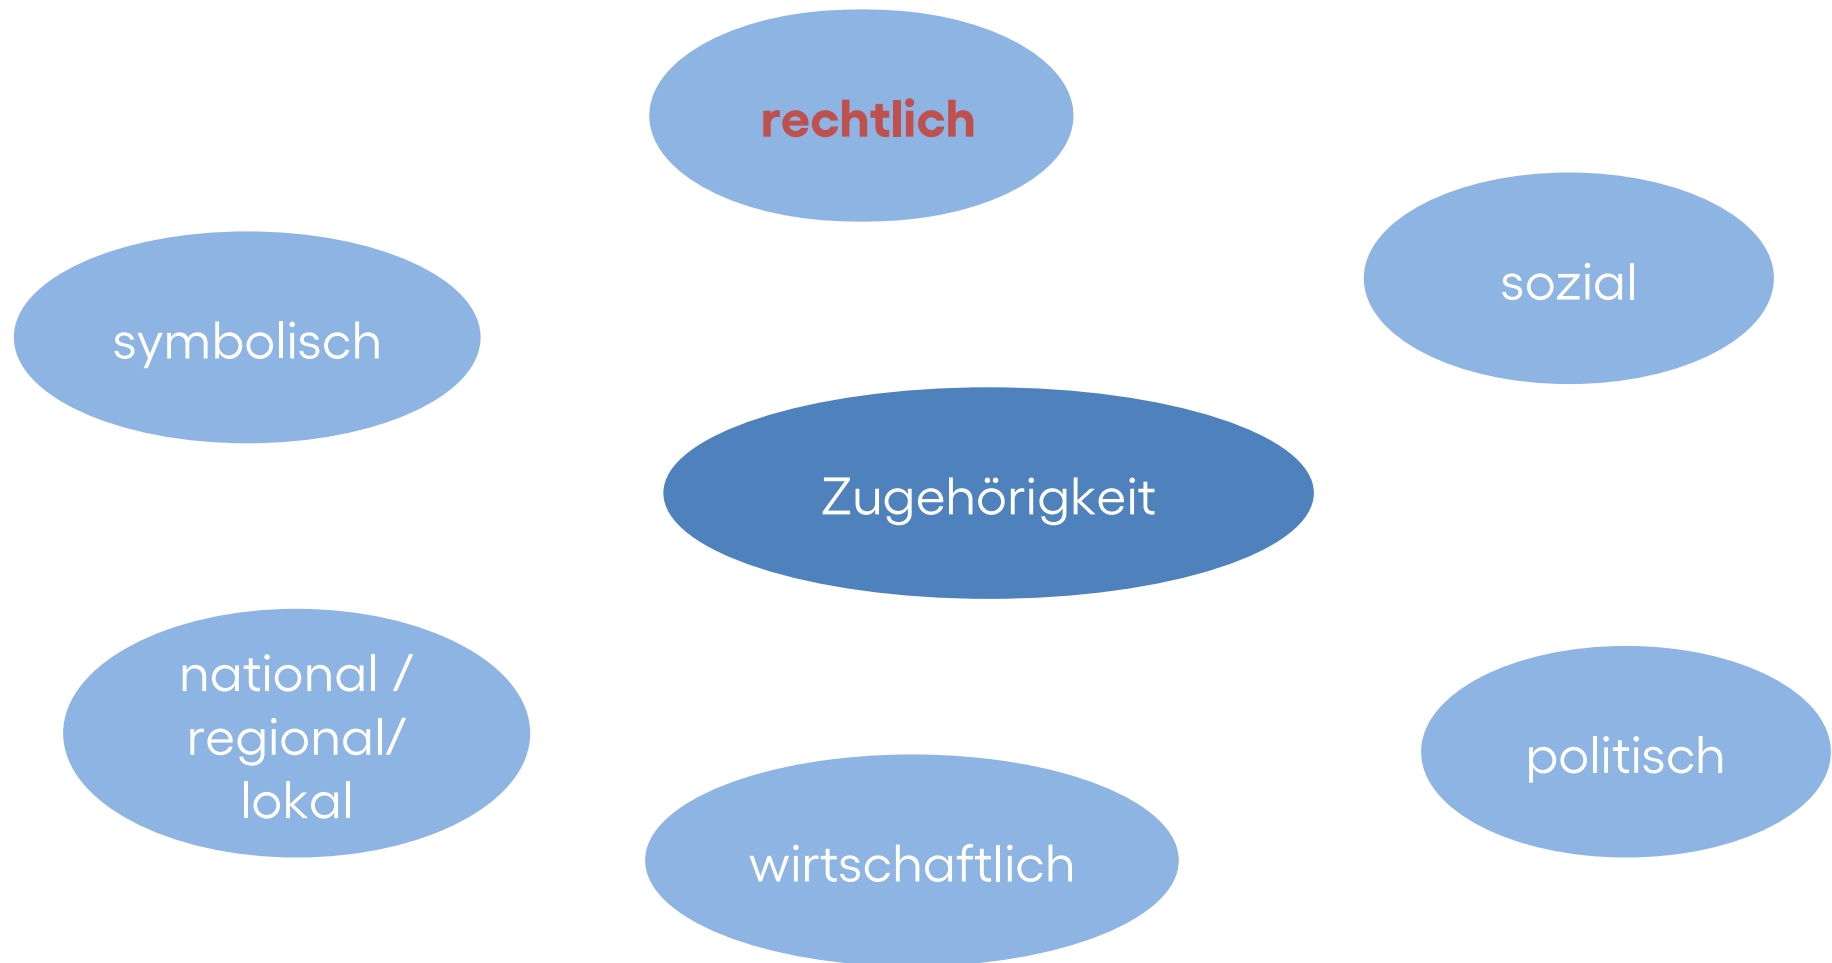 rechtlich
sozial
symbolisch
Zugehörigkeit
national /
regional/
lokal
politisch
wirtschaftlich